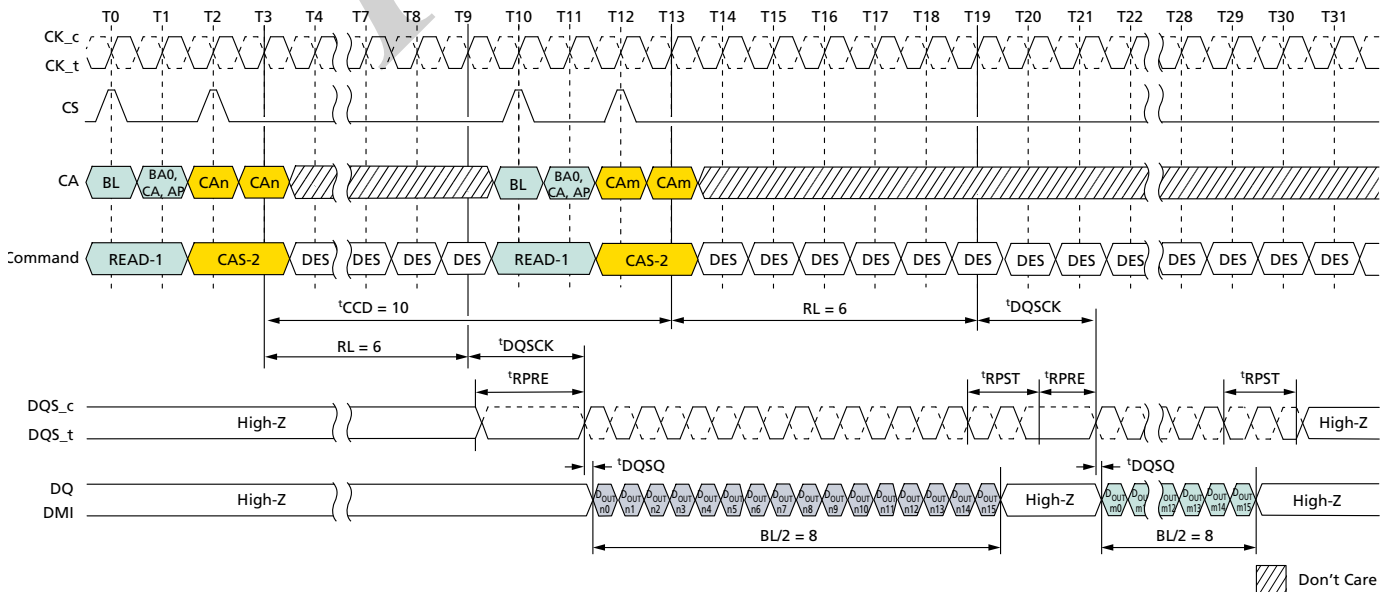 T0 T1 T2 T3 T4 T7 T8 T9 T10 T11 T12 T13 T14 T15 T16 T17 T18 T19 T20 T21 T22 T28 T29 T30 T31
CK_c
CK_t
CS
CA BL BA0, CA, AP CAn CAn BL BA0, CA, AP CAm CAm
Command READ-1 CAS-2 DES DES DES DES READ-1 CAS-2 DES DES DES DES DES DES DES DES DES DES DES DES DES
tCCD = 10 RL = 6 tDQSCK
RL = 6 tDQSCK
tRPRE tRPST tRPRE tRPST
DQS_c
DQS_t High-Z High-Z
tDQSQ tDQSQ
DQ
DMI High-Z DOUT n0 DOUT n1 DOUT n2 DOUT n3 DOUT n4 DOUT n5 DOUT n6 DOUT n7 DOUT n8 DOUT n9 DOUT n10 DOUT n11 DOUT n12 DOUT n13 DOUT n14 DOUT n15 High-Z DOUT m0 DOUT m12 DOUT m13 DOUT m14 DOUT m15 High-Z
BL/2 = 8 BL/2 = 8
Don't Care